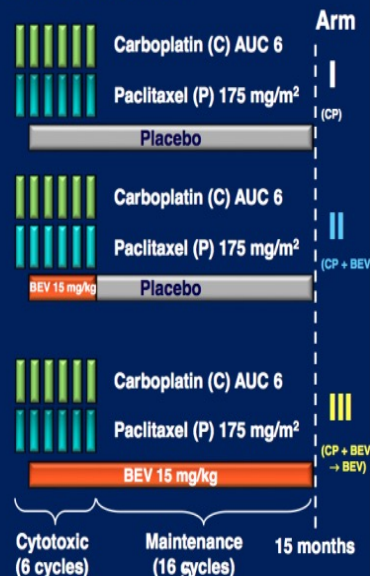 Arm
Carboplatin (C) AUC 6
I
Paclitaxel (P) 175 mg/m²
(CP)
Placebo
Carboplatin (C) AUC 6
II
Paclitaxel (P) 175 mg/m²
(CP + BEV
BEV 15 mg/kg
Placebo
Carboplatin (C) AUC 6
III
Paclitaxel (P) 175 mg/m²
(CP + BEV
→ BEV)
BEV 15 mg/kg
Cytotoxic
(6 cycles)
Maintenance
(16 cycles)
15 months